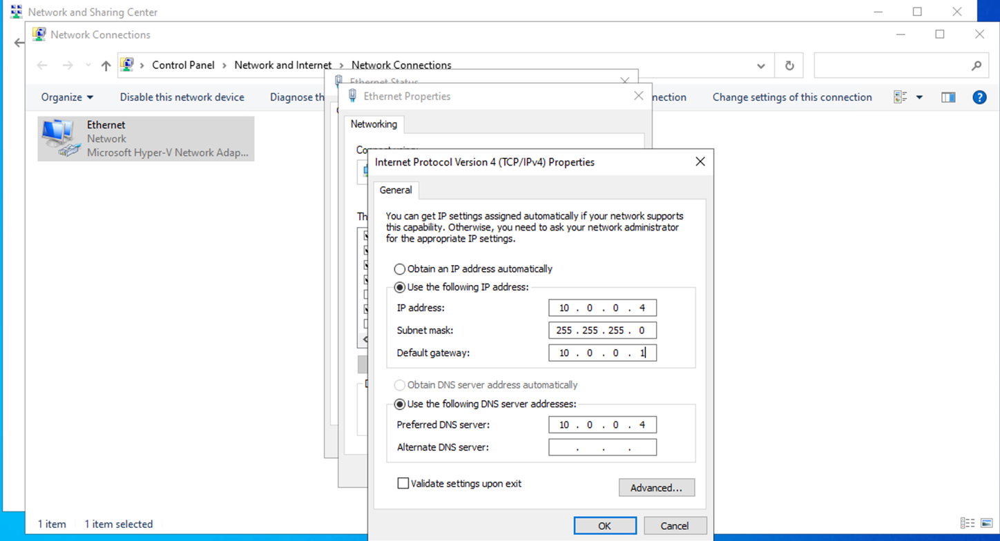 Network and Sharing Center
Network Connections
Control Panel > Network and Internet > Network Connections
Organize Disable this network device Diagnose th nection Change settings of this connection
Ethernet
Network
Microsoft Hyper-V Network Adap...
Ethernet Status
Ethernet Properties
Networking
Internet Protocol Version 4 (TCP/IPv4) Properties
General
You can get IP settings assigned automatically if your network supports
this capability. Otherwise, you need to ask your network administrator
for the appropriate IP settings.
Obtain an IP address automatically
Use the following IP address:
IP address: 10 . 0 . 0 . 4
Subnet mask: 255 . 255 . 255 . 0
Default gateway: 10 . 0 . 0 . 1
Obtain DNS server address automatically
Use the following DNS server addresses:
Preferred DNS server: 10 . 0 . 0 . 4
Alternate DNS server: . . .
Validate settings upon exit
Advanced...
OK Cancel
1 item 1 item selected